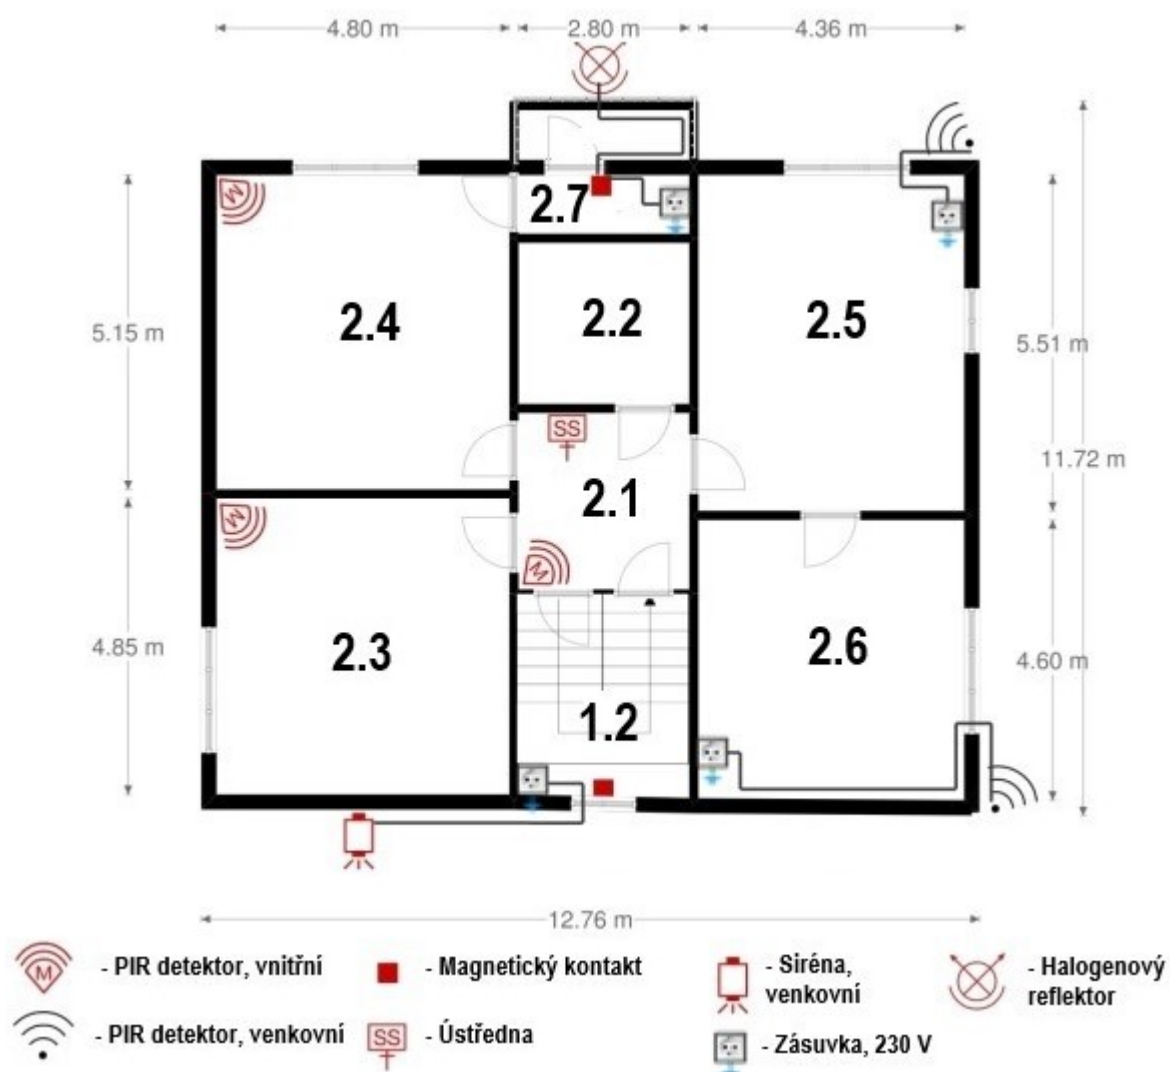 4.80 m 2.80 m 4.36 m
2.7
2.4 2.2 2.5
5.15 m 5.51 m
SS
11.72 m
2.1
M
M
M
2.3 2.6
4.85 m 4.60 m
1.2
12.76 m
M - PIR detektor, vnitřní
- Magnetický kontakt
- Siréna,
venkovní
- Halogenový
reflektor
- PIR detektor, venkovní
SS - Ústředna
- Zásuvka, 230 V